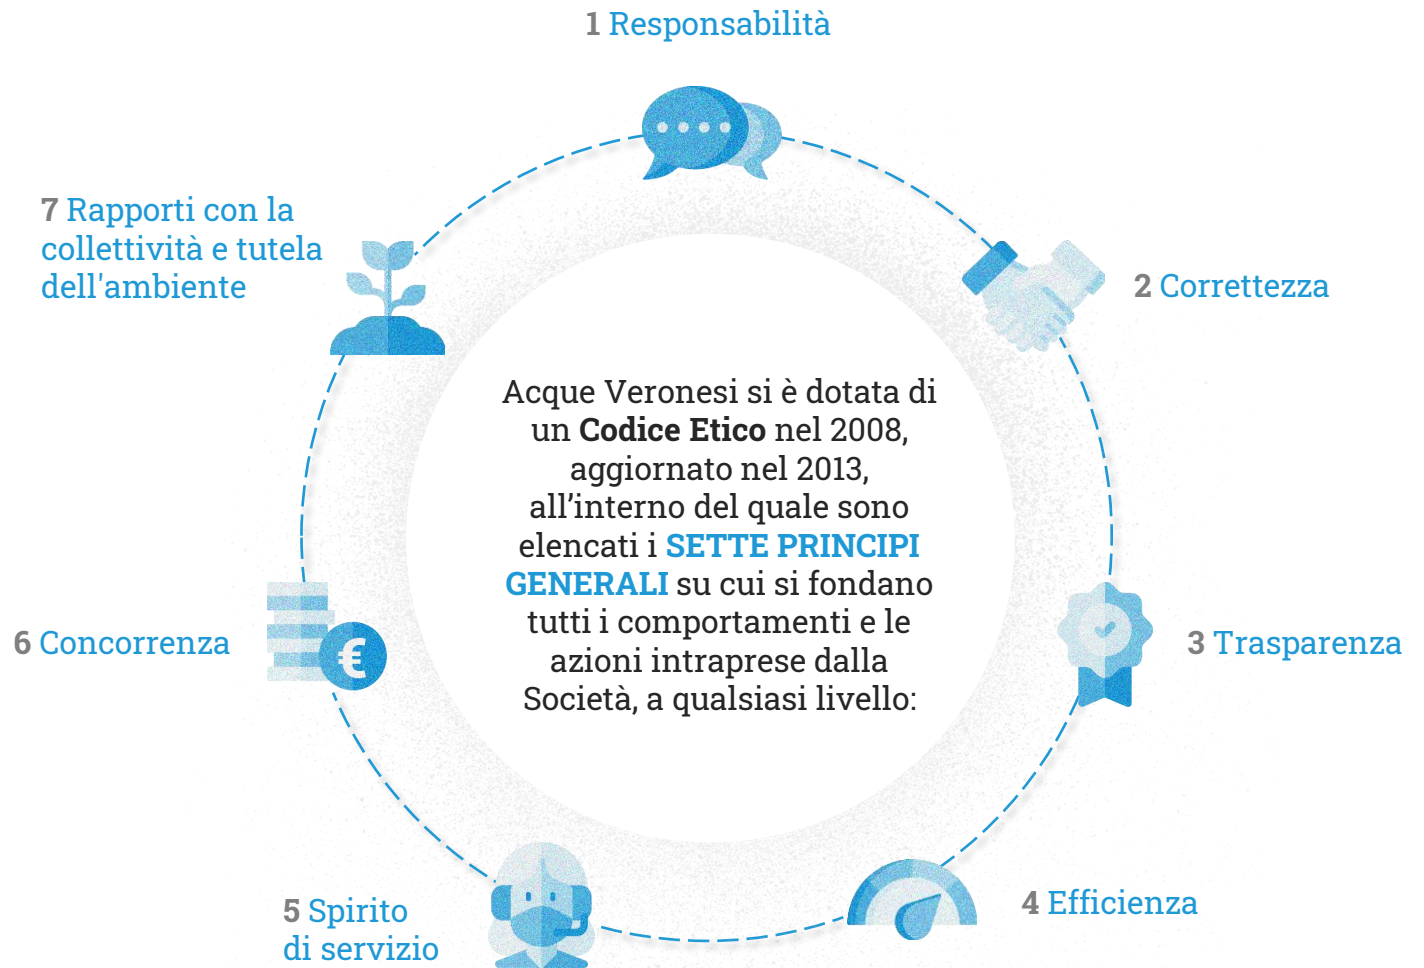 1 Responsabilità
7 Rapporti con la
collettività e tutela
dell'ambiente
2 Correttezza
Acque Veronesi si è dotata di
un Codice Etico nel 2008,
aggiornato nel 2013,
all’interno del quale sono
elencati i SETTE PRINCIPI
GENERALI su cui si fondano
tutti i comportamenti e le
azioni intraprese dalla
Società, a qualsiasi livello:
6 Concorrenza
€
3 Trasparenza
4 Efficienza
5 Spirito
di servizio